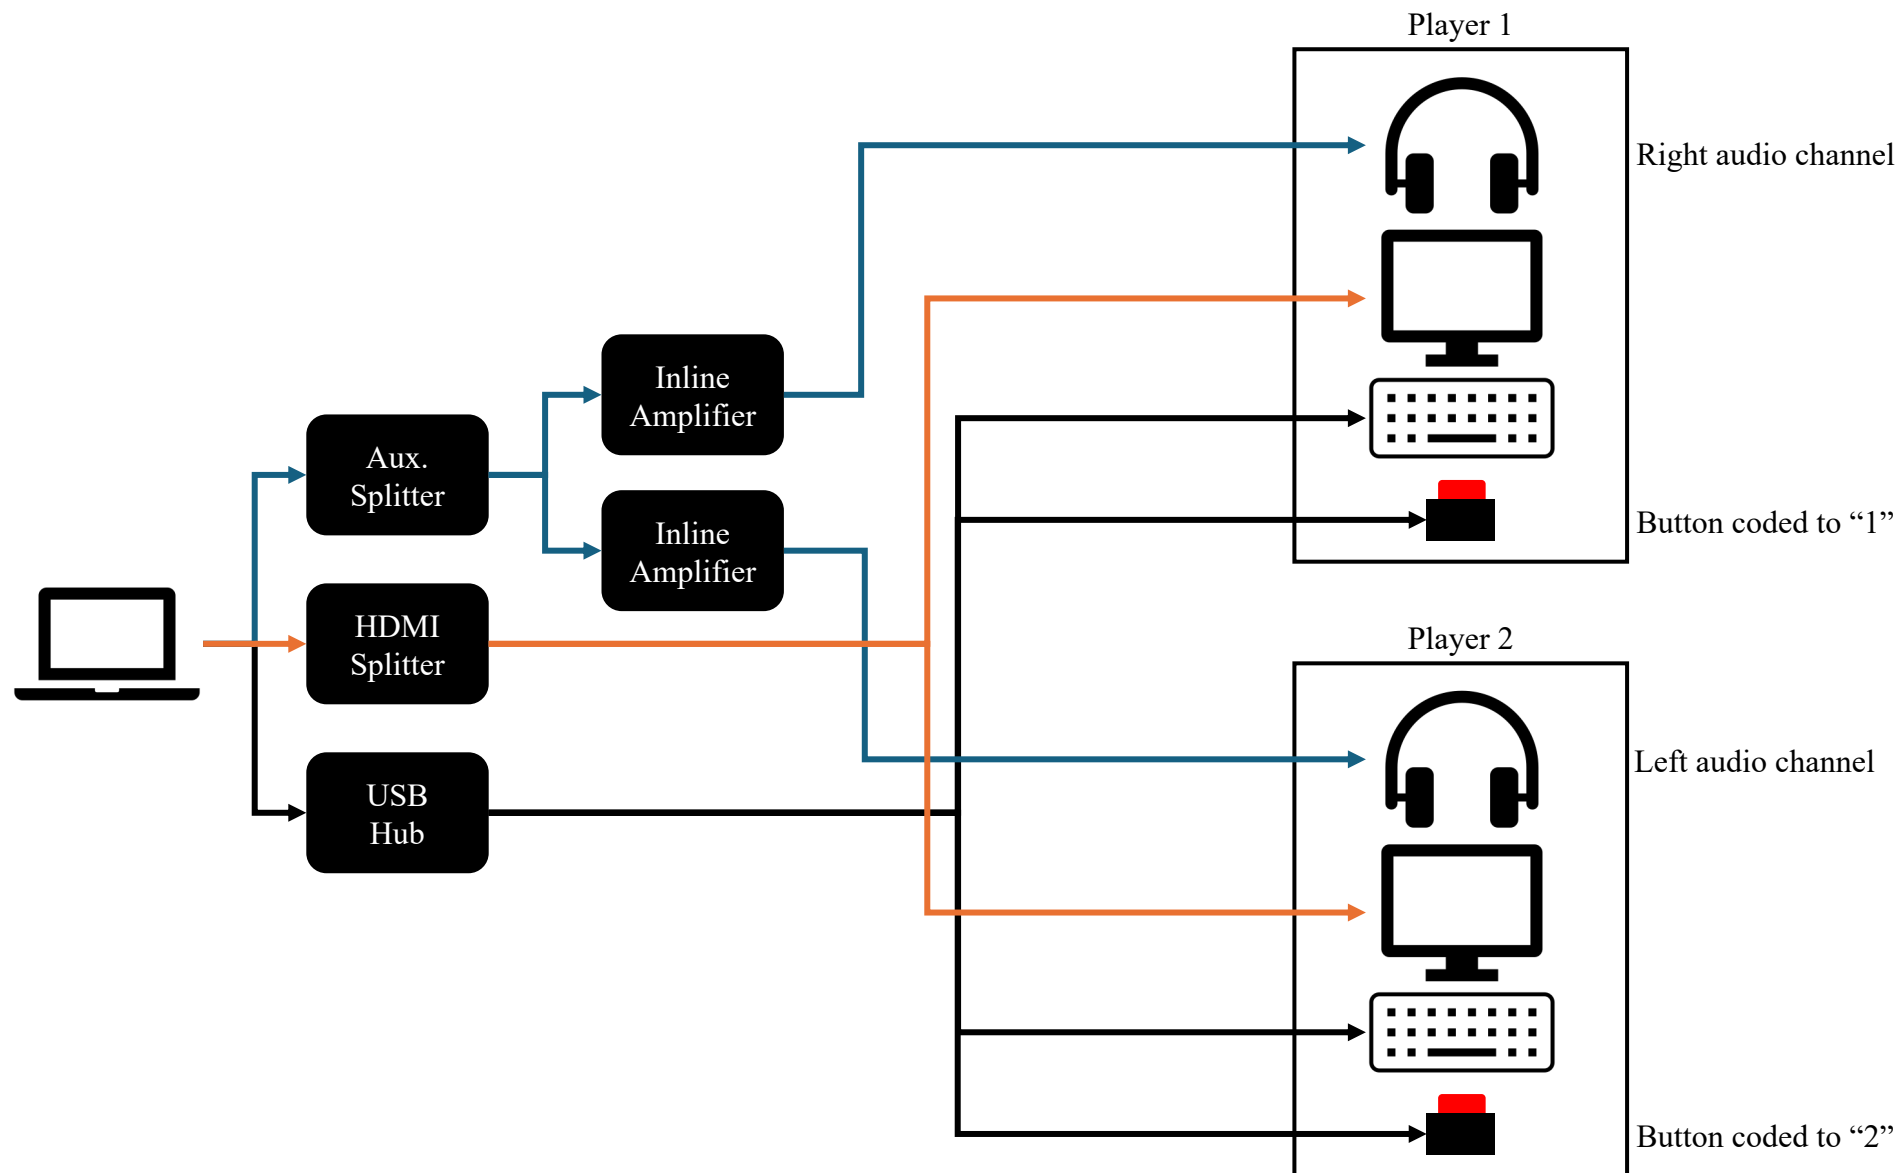 Player 1
Right audio channel
Inline
Amplifier
Aux.
Splitter
Inline
Amplifier
Button coded to “1”
HDMI
Splitter
Player 2
Left audio channel
USB
Hub
Button coded to “2”